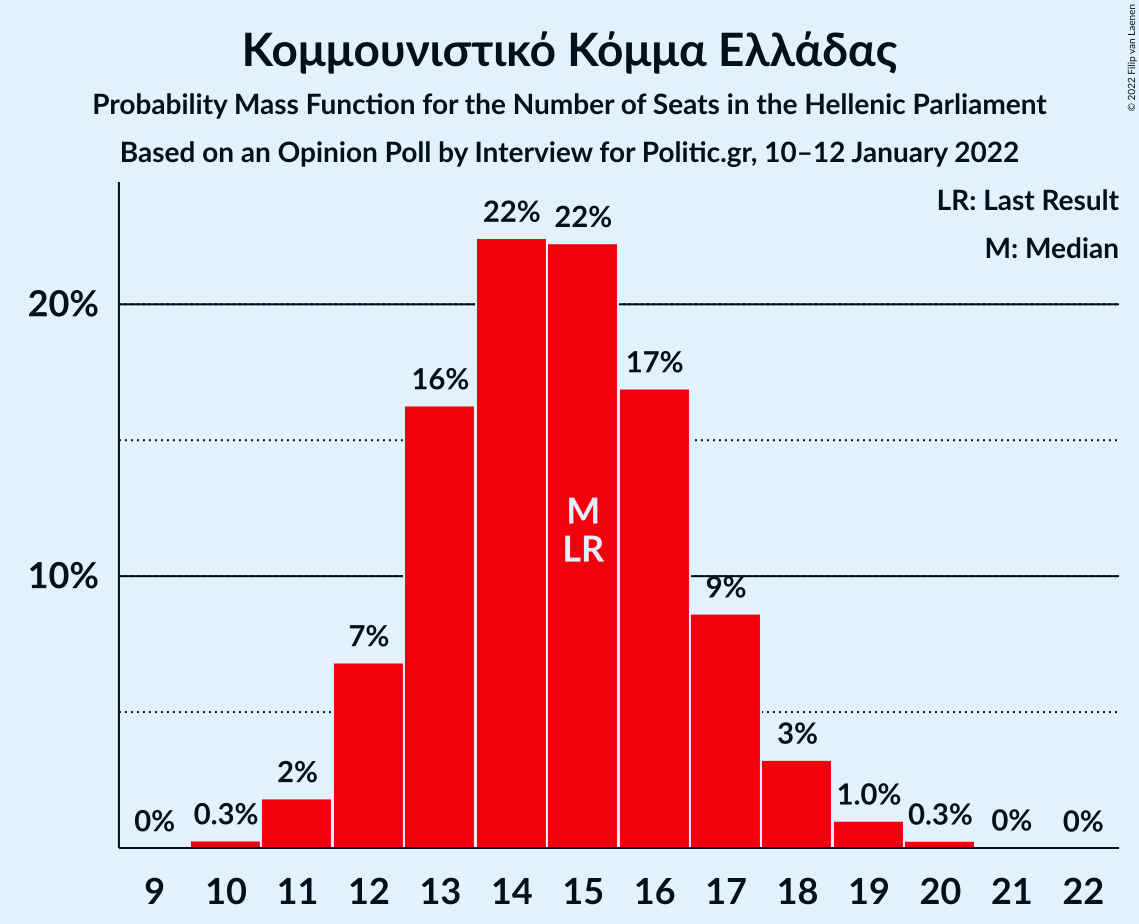 Κομμουνιστικό Κόμμα Ελλάδας
Probability Mass Function for the Number of Seats in the Hellenic Parliament
Based on an Opinion Poll by Interview for Politic.gr, 10–12 January 2022
© 2022 Filip van Laenen
LR: Last Result
M: Median
20%
10%
0%
0.3%
2%
7%
16%
22%
22%
17%
9%
3%
1.0%
0.3%
0%
0%
M
LR
9 10 11 12 13 14 15 16 17 18 19 20 21 22